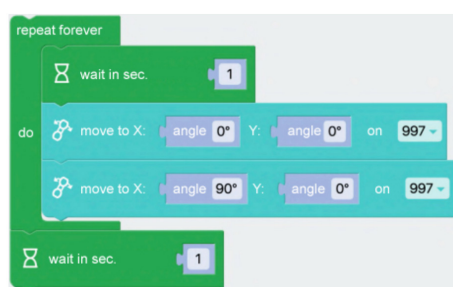 repeat forever
wait in sec. 1
do move to X: angle 0° Y: angle 0° on 997
move to X: angle 90° Y: angle 0° on 997
wait in sec. 1